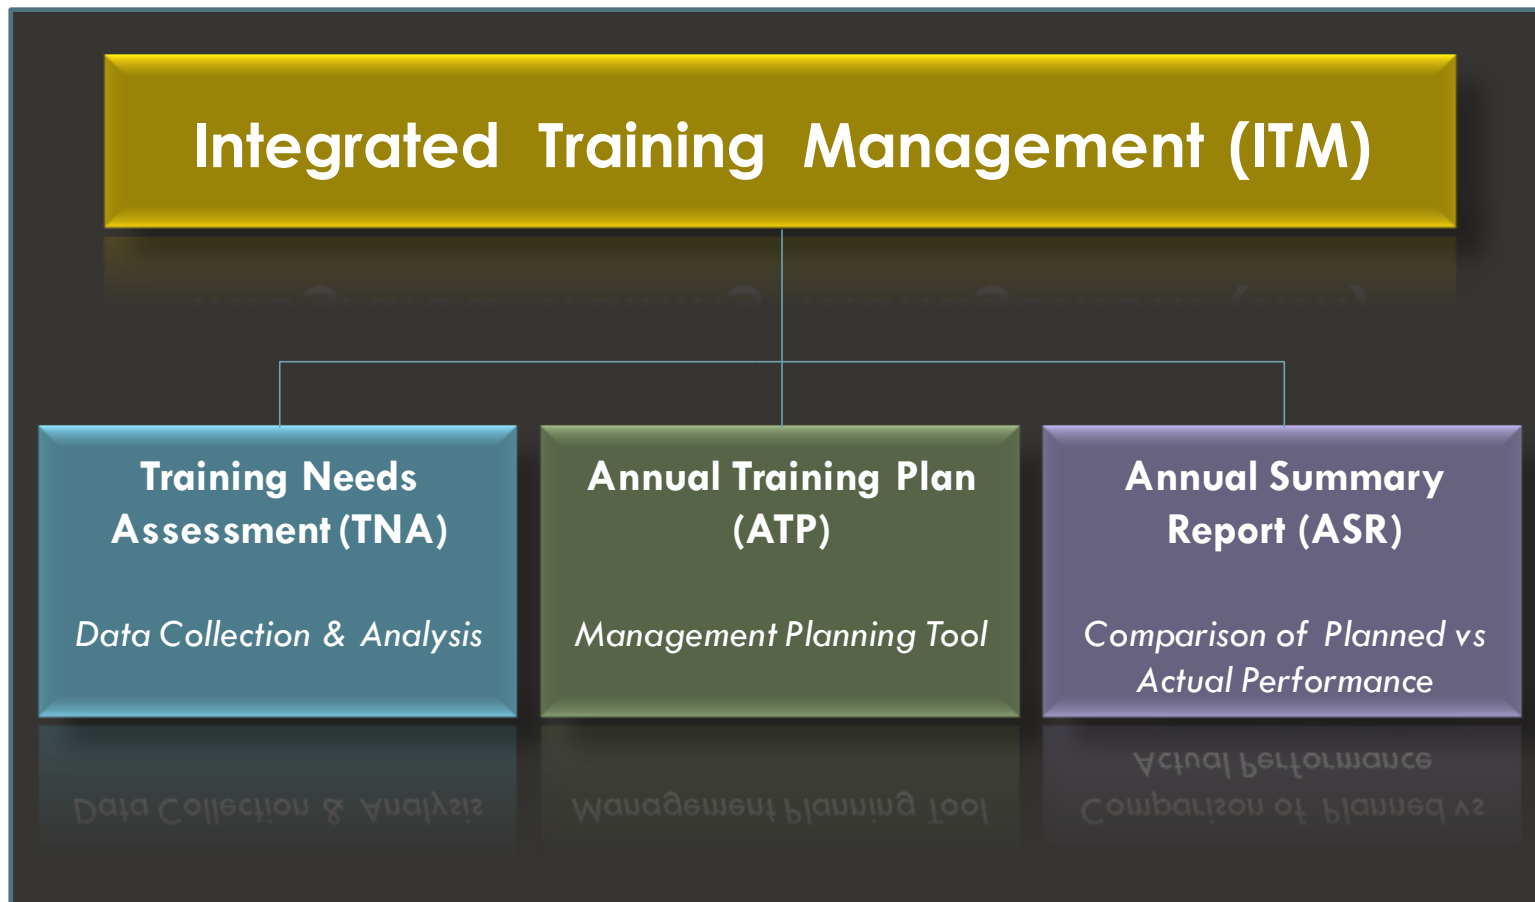 Integrated Training Management (ITM)
Training Needs
Assessment (TNA)
Data Collection & Analysis
Annual Training Plan
(ATP)
Management Planning Tool
Annual Summary
Report (ASR)
Comparison of Planned vs
Actual Performance